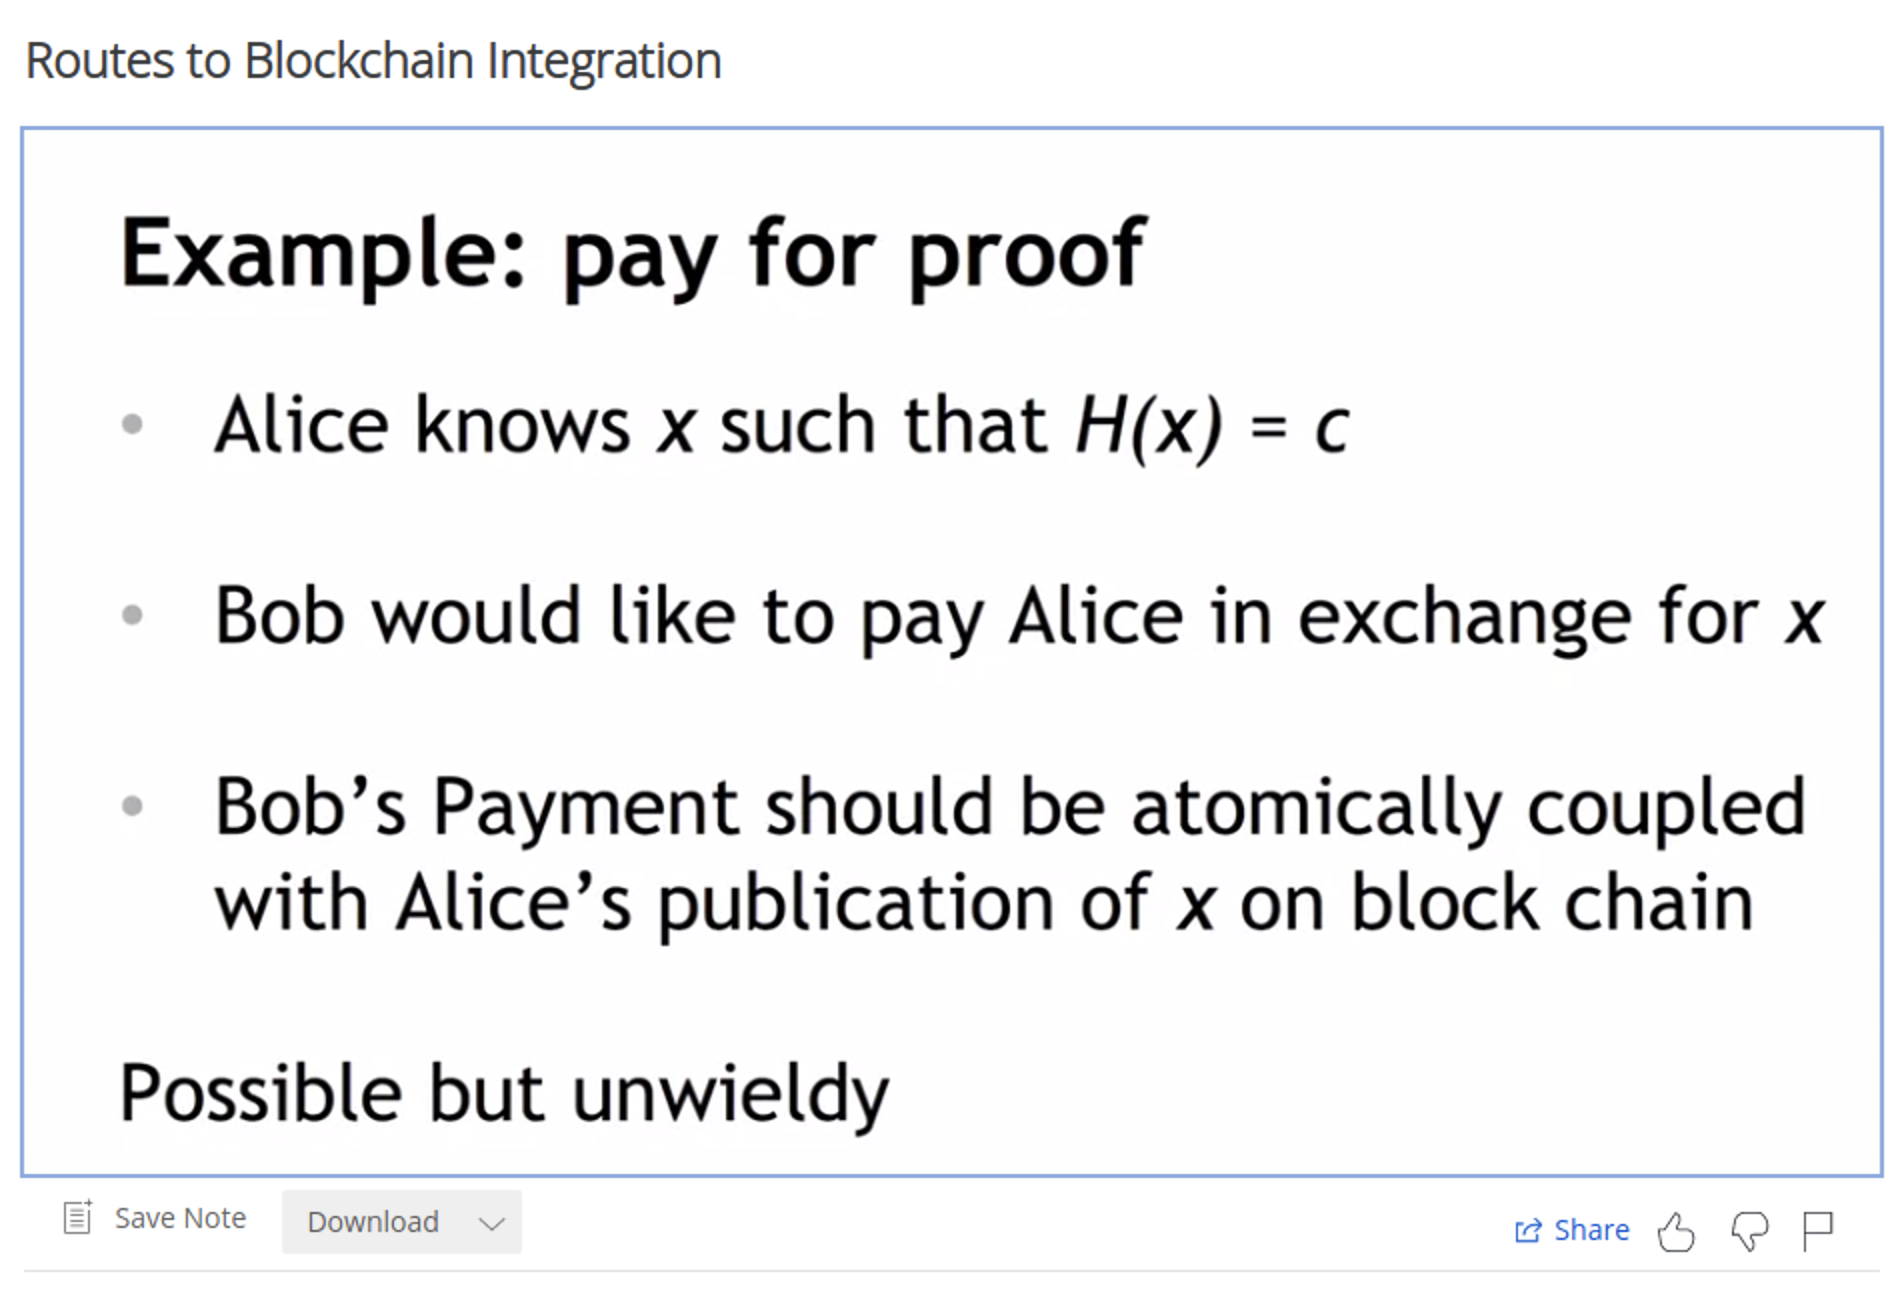 Routes to Blockchain Integration
Example: pay for proof
• Alice knows x such that H(x) = c
• Bob would like to pay Alice in exchange for x
• Bob’s Payment should be atomically coupled
with Alice’s publication of x on block chain
Possible but unwieldy
Save Note
Download
Share